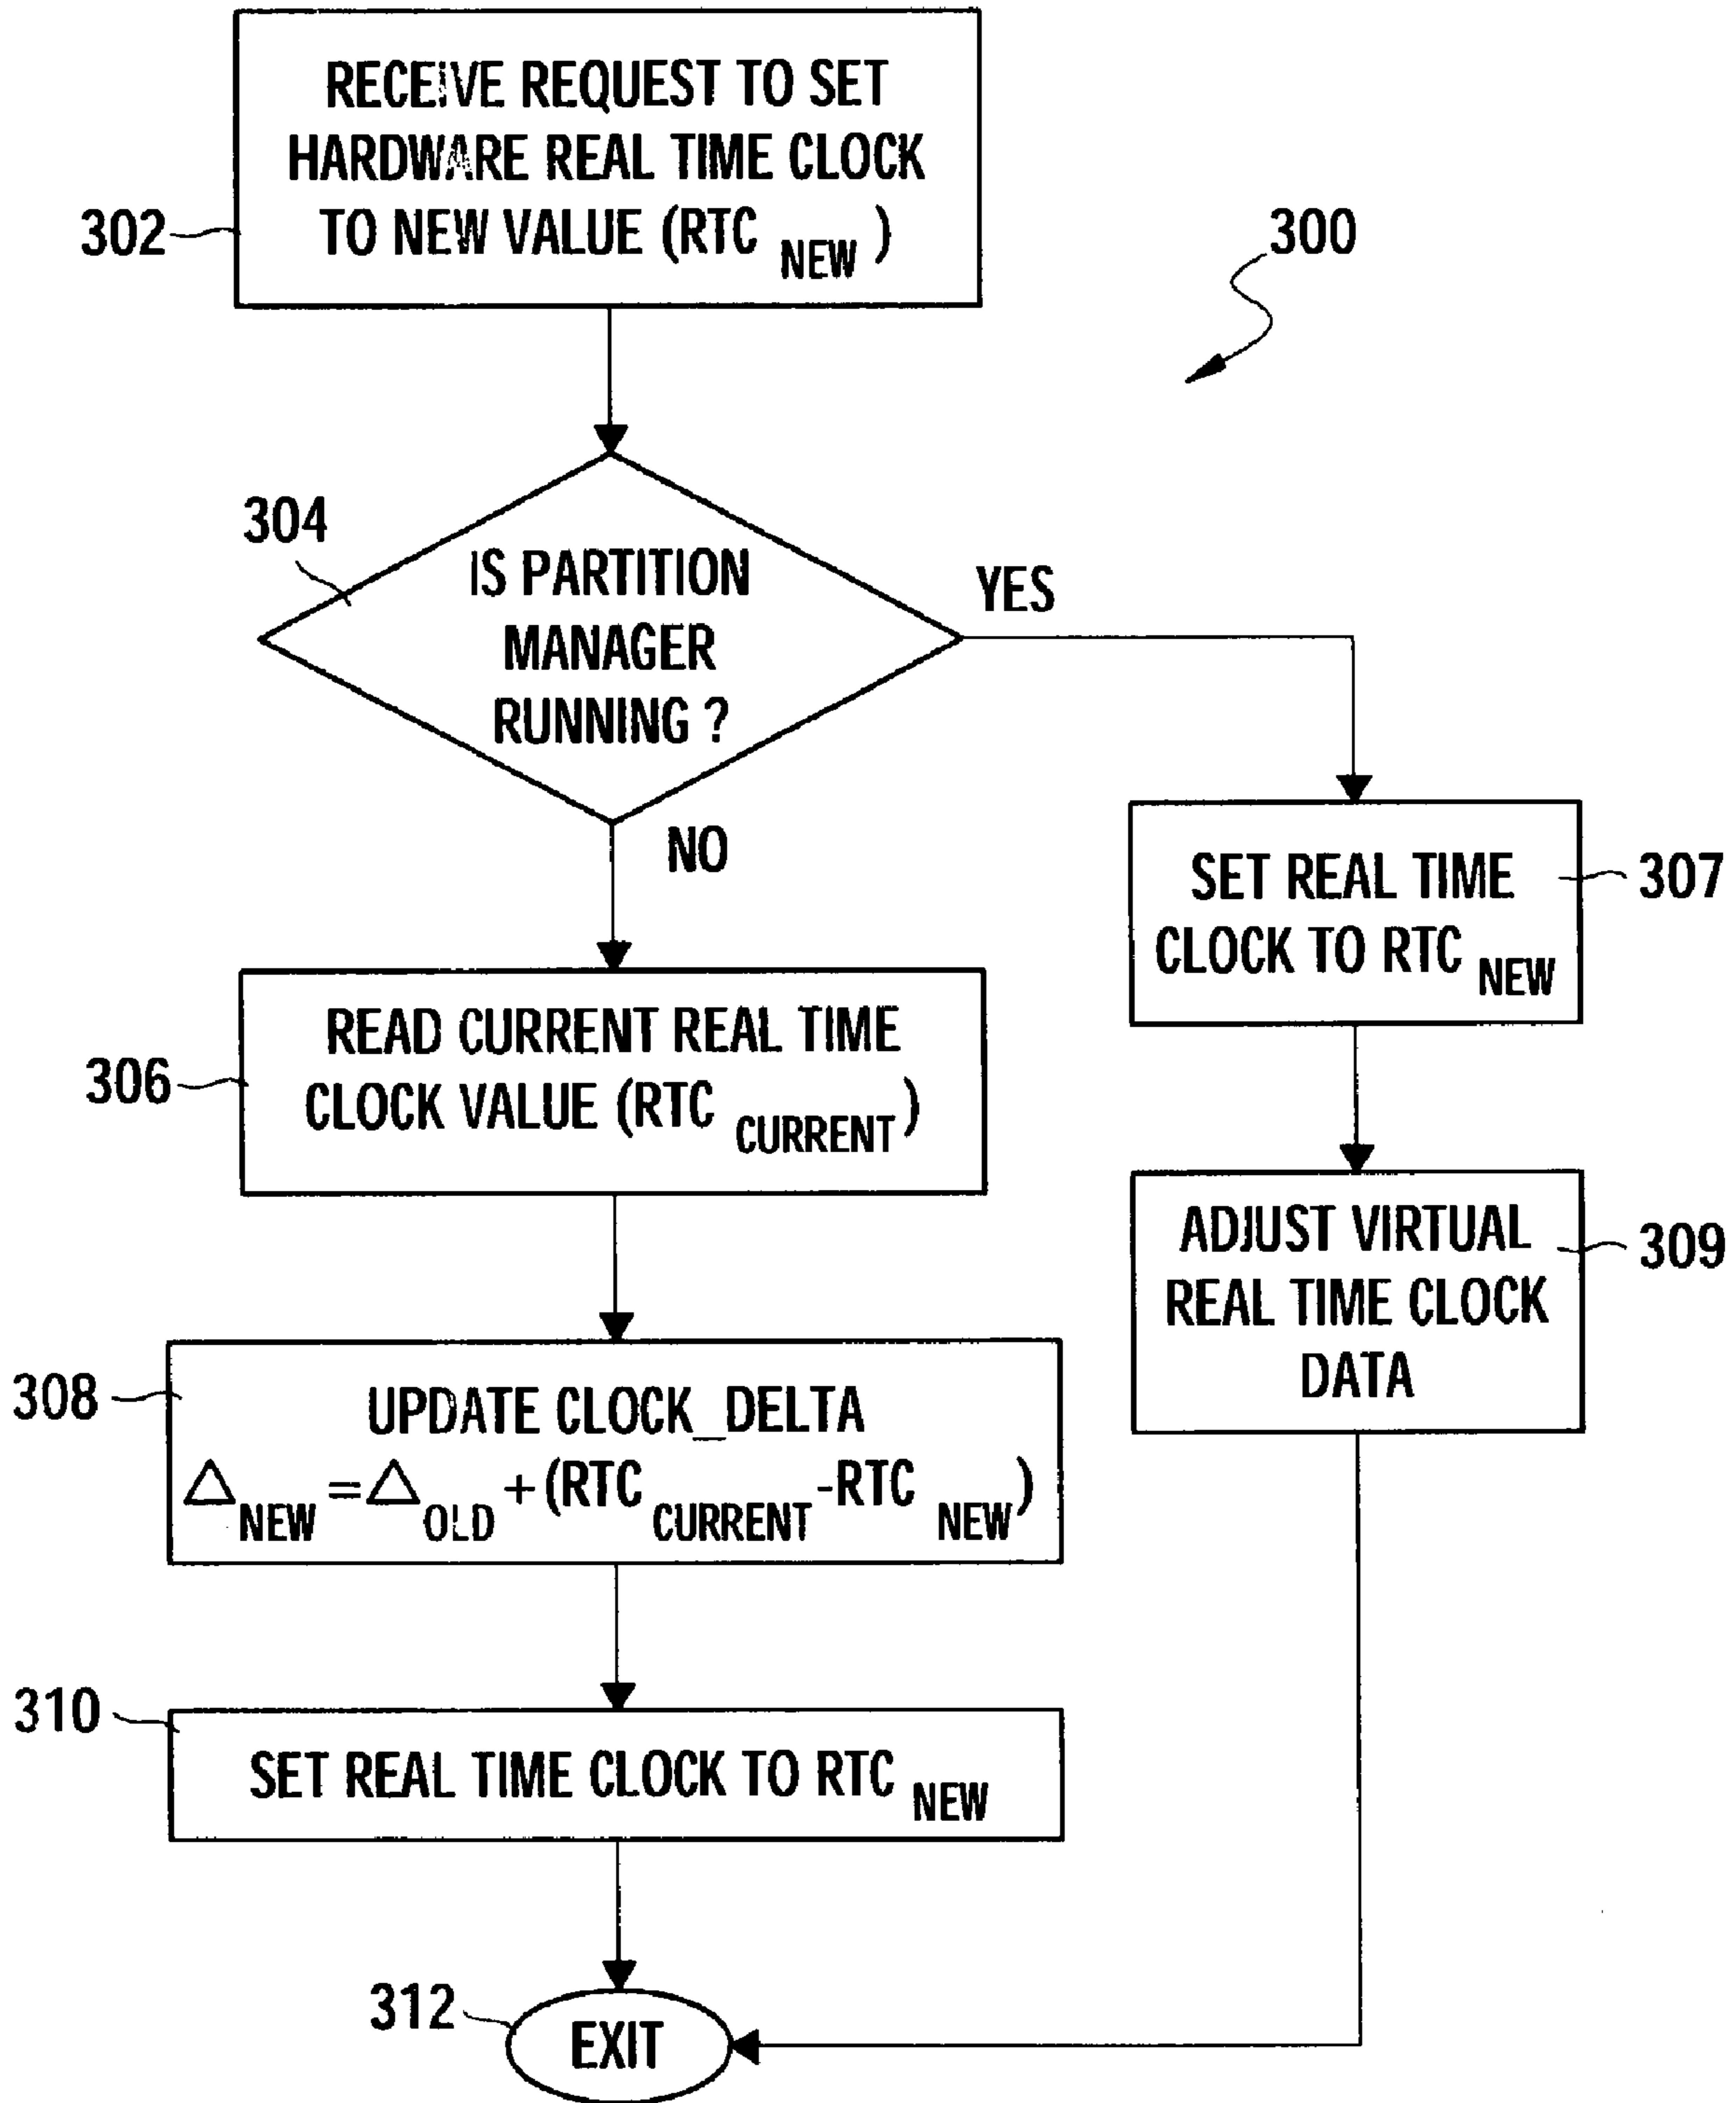 RECEIVE REQUEST TO SET
HARDWARE REAL TIME CLOCK
TO NEW VALUE (RTC NEW)
302
300
304
IS PARTITION
MANAGER
RUNNING ?
YES
NO
SET REAL TIME
CLOCK TO RTC NEW
307
READ CURRENT REAL TIME
CLOCK VALUE (RTC CURRENT)
306
ADJUST VIRTUAL
REAL TIME CLOCK
DATA
309
308
UPDATE CLOCK_DELTA
△NEW = △OLD + (RTC CURRENT - RTC NEW)
310
SET REAL TIME CLOCK TO RTC NEW
312
EXIT